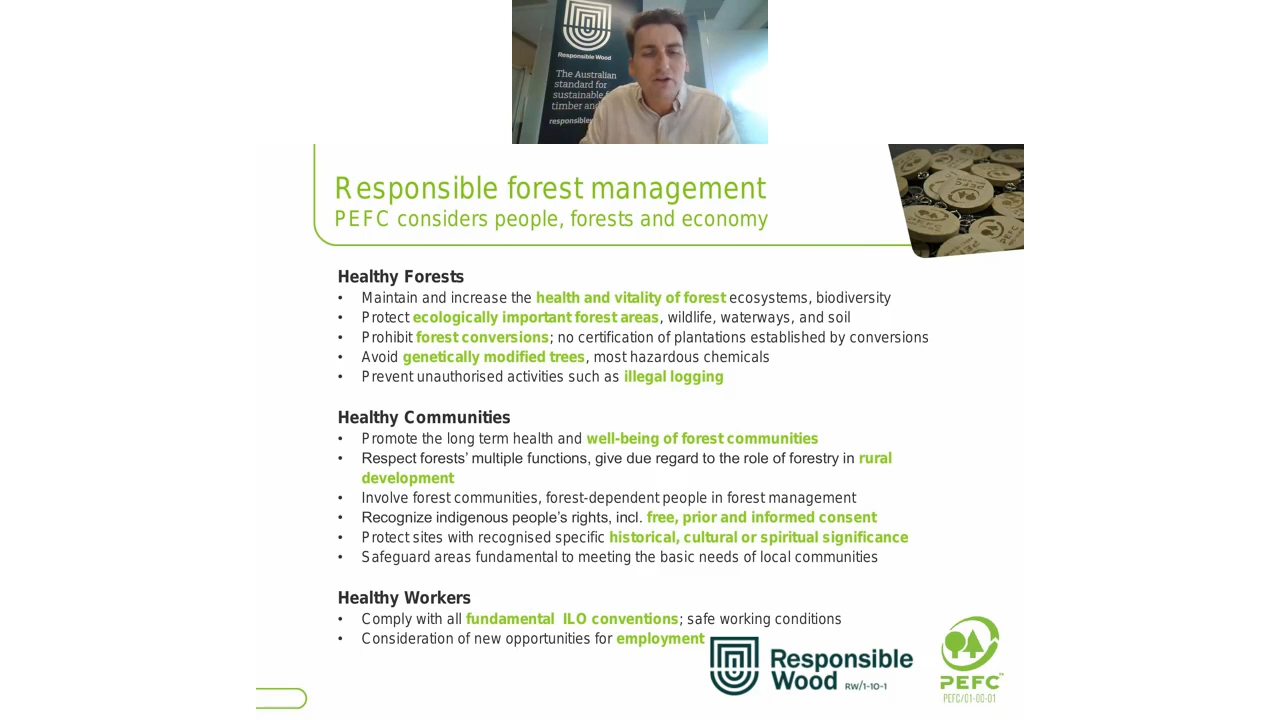 Responsible Wood
The Australian
standard for
sustainable
timber and
Responsible forest management
PEFC considers people, forests and economy
PEFC
PEFC
Healthy Forests
• Maintain and increase the health and vitality of forest ecosystems, biodiversity
• Protect ecologically important forest areas, wildlife, waterways, and soil
• Prohibit forest conversions; no certification of plantations established by conversions
• Avoid genetically modified trees, most hazardous chemicals
• Prevent unauthorised activities such as illegal logging
Healthy Communities
• Promote the long term health and well-being of forest communities
• Respect forests’ multiple functions, give due regard to the role of forestry in rural
development
• Involve forest communities, forest-dependent people in forest management
• Recognize indigenous people’s rights, incl. free, prior and informed consent
• Protect sites with recognised specific historical, cultural or spiritual significance
• Safeguard areas fundamental to meeting the basic needs of local communities
Healthy Workers
• Comply with all fundamental ILO conventions; safe working conditions
• Consideration of new opportunities for employment
Responsible
Wood RW/1-10-1
PEFC™
PEFC/01-00-01